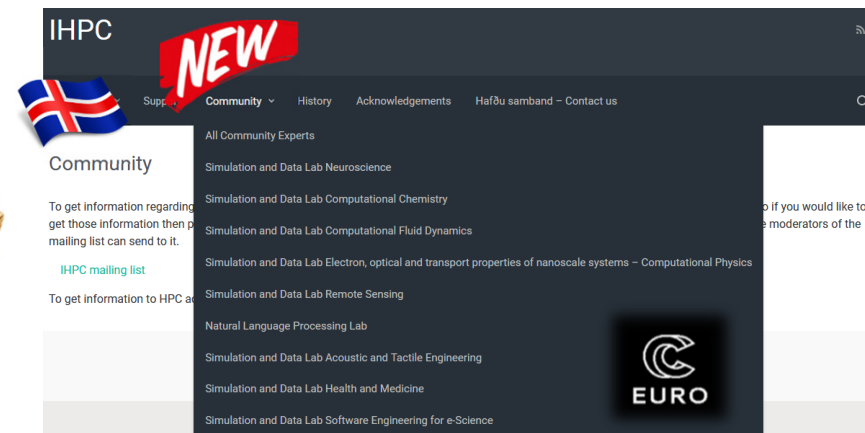 IHPC
NEW
Community
History
Acknowledgements
Hafðu samband – Contact us
All Community Experts
Simulation and Data Lab Neuroscience
Simulation and Data Lab Computational Chemistry
Simulation and Data Lab Computational Fluid Dynamics
Simulation and Data Lab Electron, optical and transport properties of nanoscale systems – Computational Physics
Simulation and Data Lab Remote Sensing
Natural Language Processing Lab
Simulation and Data Lab Acoustic and Tactile Engineering
Simulation and Data Lab Health and Medicine
Simulation and Data Lab Software Engineering for e-Science
Community
To get information regarding
if you would like to
get those information then
moderators of the
mailing list can send to it.
IHPC mailing list
To get information to HPC
EURO